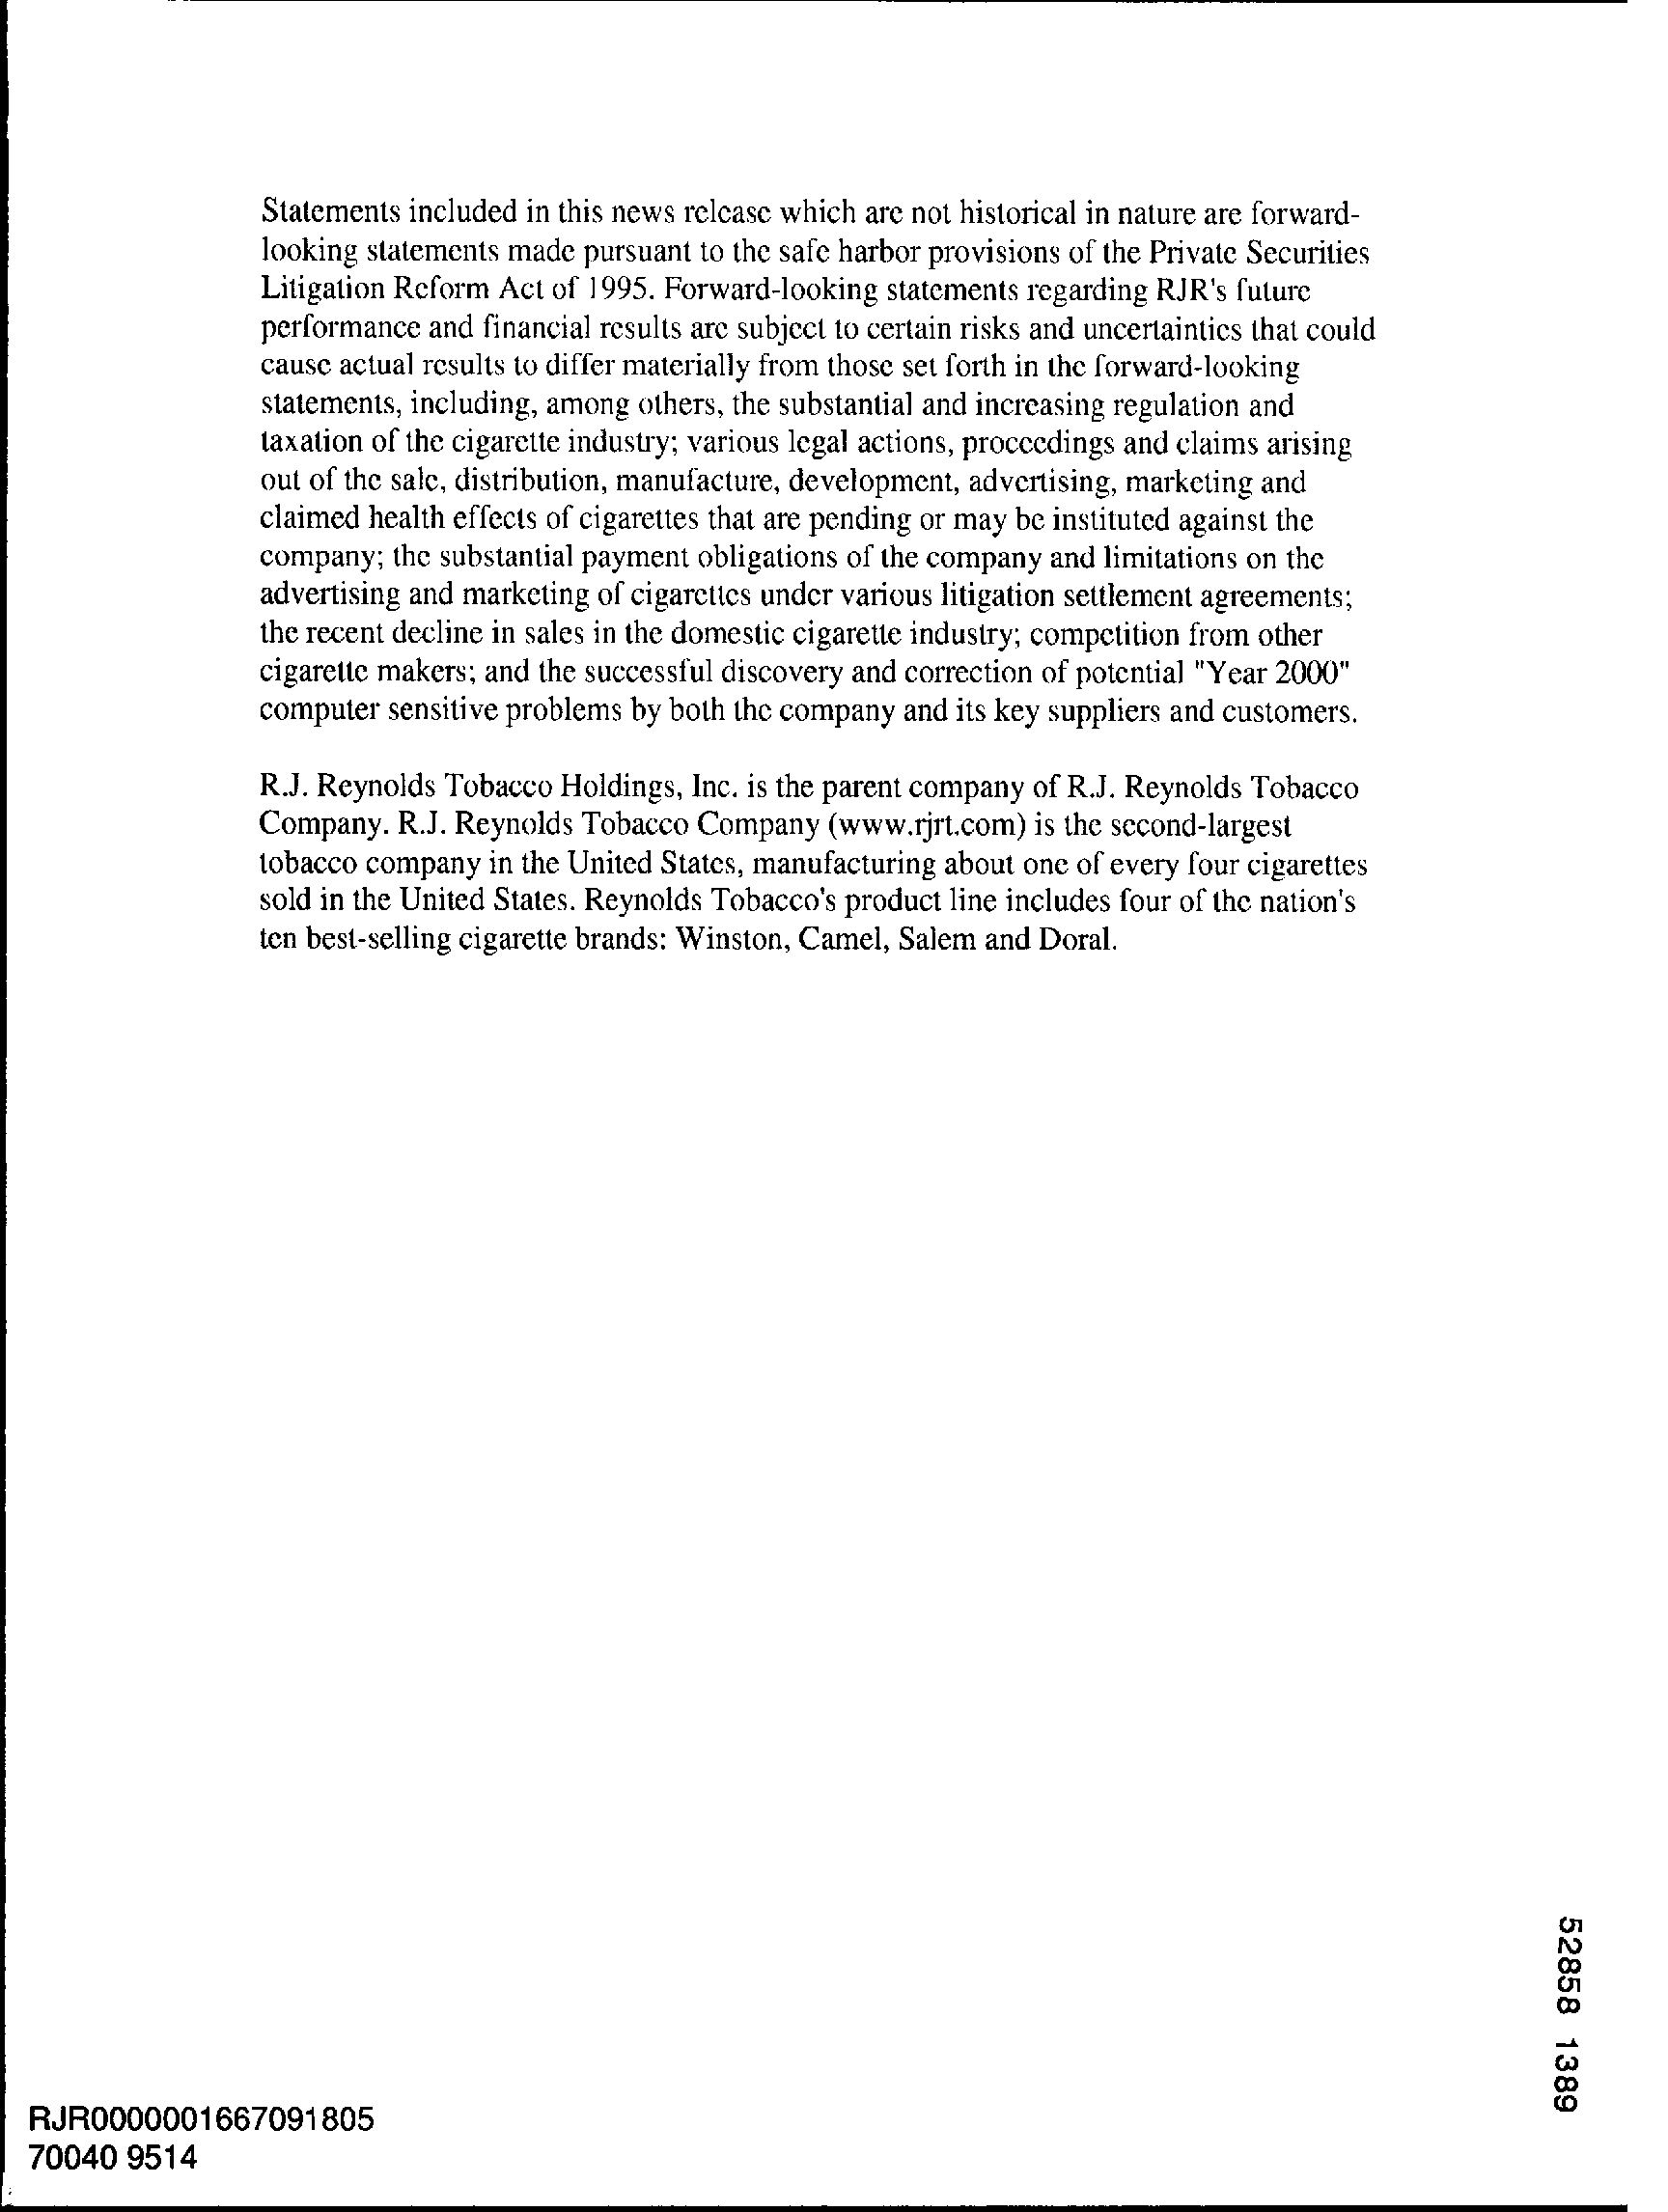 Statements included in this news release which are not historical in nature are forward-
looking statements made pursuant to the safe harbor provisions of the Private Securities
Litigation Reform Act of 1995. Forward-looking statements regarding RJR's future
performance and financial results are subject to certain risks and uncertainties that could
cause actual results to differ materially from those set forth in the forward-looking
statements, including, among others, the substantial and increasing regulation and
taxation of the cigarette industry; various legal actions, proceedings and claims arising
out of the sale, distribution, manufacture, development, advertising, marketing and
claimed health effects of cigarettes that are pending or may be instituted against the
company; the substantial payment obligations of the company and limitations on the
advertising and marketing of cigarettes under various litigation settlement agreements;
the recent decline in sales in the domestic cigarette industry; competition from other
cigarette makers; and the successful discovery and correction of potential "Year 2000"
computer sensitive problems by both the company and its key suppliers and customers.
R.J. Reynolds Tobacco Holdings, Inc. is the parent company of R.J. Reynolds Tobacco
Company. R.J. Reynolds Tobacco Company (www.rjrt.com) is the second-largest
tobacco company in the United States, manufacturing about one of every four cigarettes
sold in the United States. Reynolds Tobacco's product line includes four of the nation's
ten best-selling cigarette brands: Winston, Camel, Salem and Doral.
52858 1389
RJR0000001667091805
70040 9514